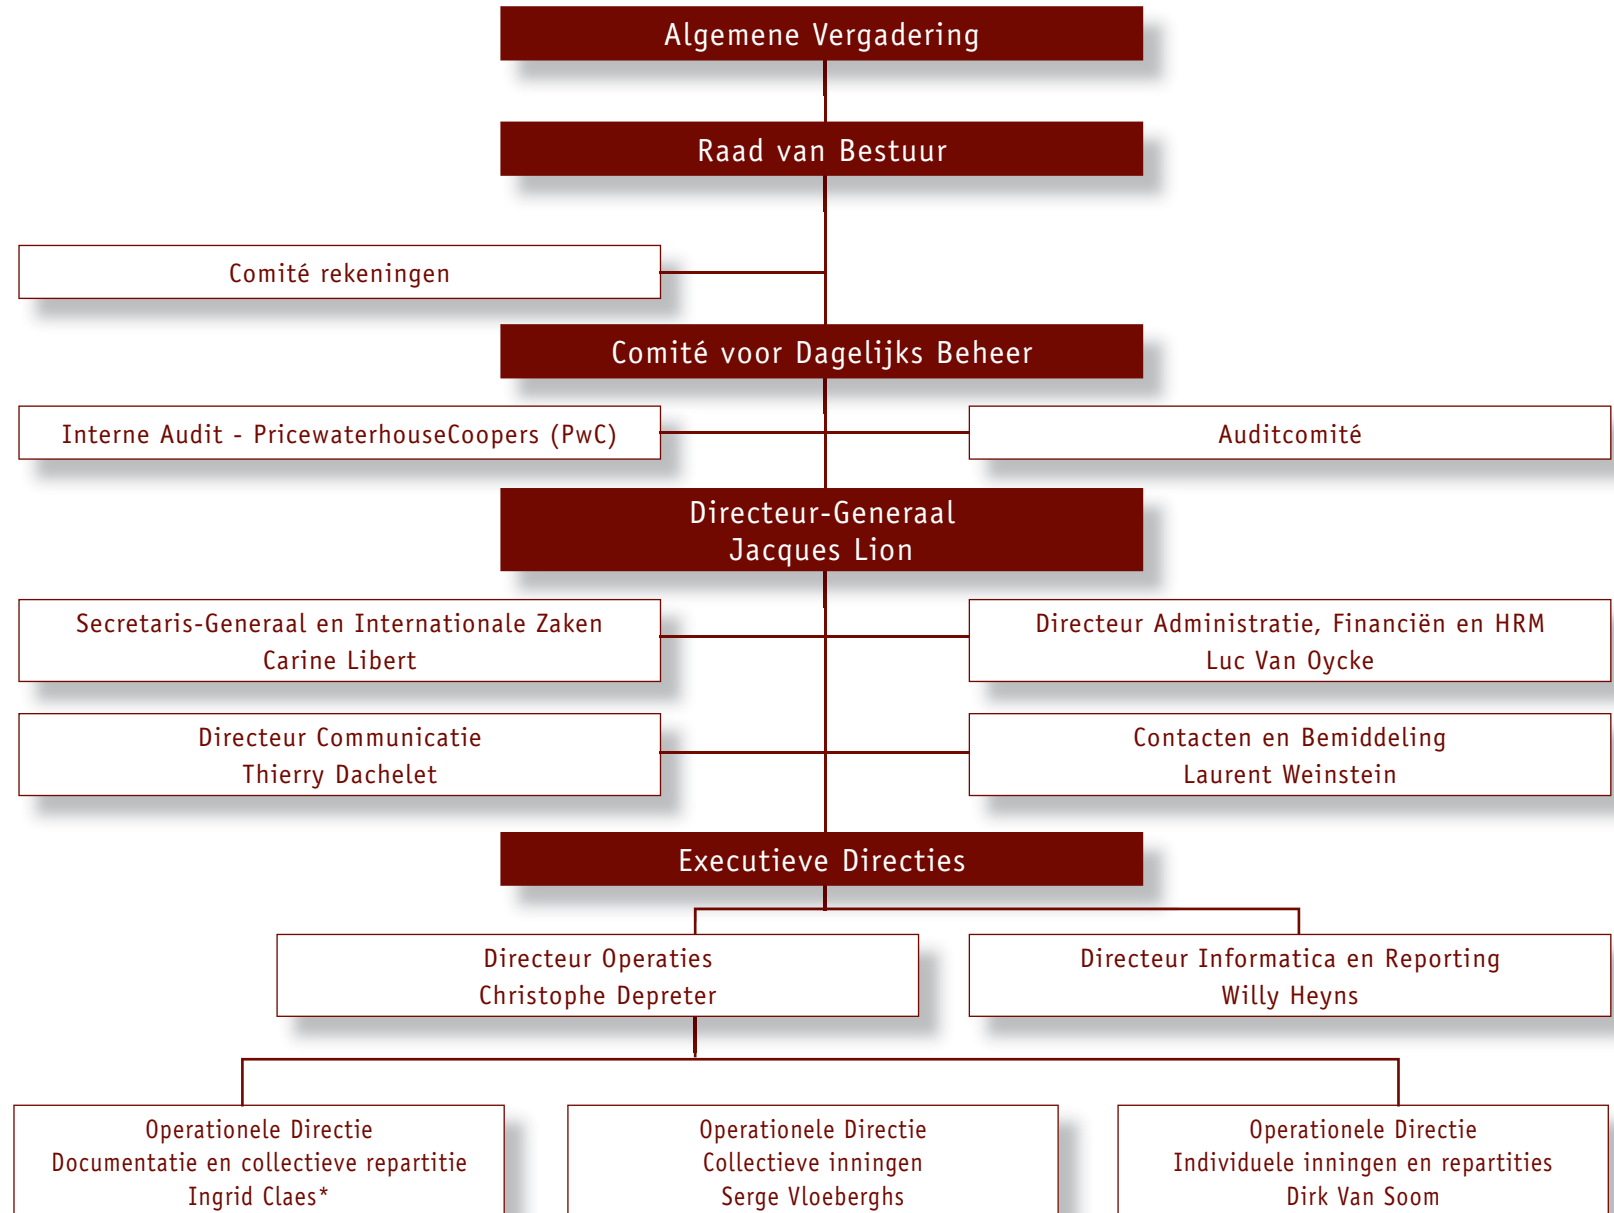 Algemene Vergadering
Raad van Bestuur
Comité rekeningen
Comité voor Dagelijks Beheer
Interne Audit - PricewaterhouseCoopers (PwC)
Auditcomité
Directeur-Generaal
Jacques Lion
Secretaris-Generaal en Internationale Zaken
Carine Libert
Directeur Administratie, Financiën en HRM
Luc Van Oycke
Directeur Communicatie
Thierry Dachelet
Contacten en Bemiddeling
Laurent Weinstein
Executieve Directies
Directeur Operaties
Christophe Depreter
Directeur Informatica en Reporting
Willy Heyns
Operationele Directie
Documentatie en collectieve repartitie
Ingrid Claes*
Operationele Directie
Collectieve inningen
Serge Vloeberghs
Operationele Directie
Individuele inningen en repartities
Dirk Van Soom